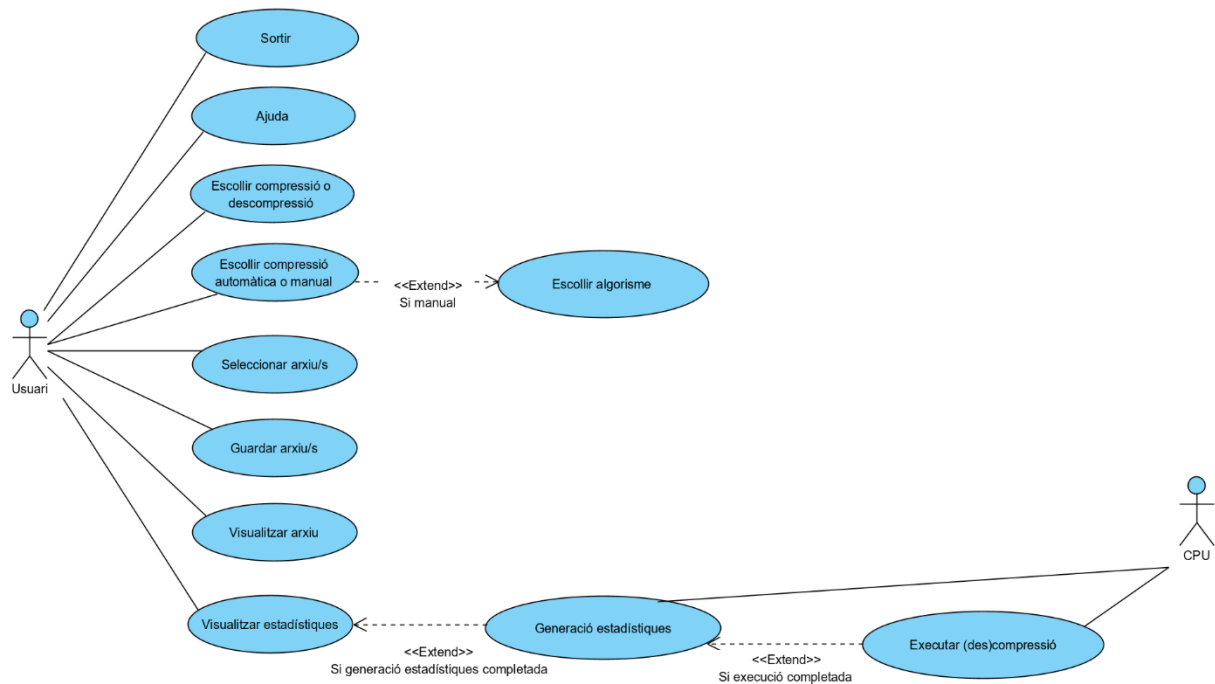 Sortir
Ajuda
Escollir compressió o
descompressió
Escollir compressió
automàtica o manual
<<Extend>>
Si manual
Escollir algorisme
Usuari
Seleccionar arxiu/s
Guardar arxiu/s
Visualitzar arxiu
CPU
Visualitzar estadístiques
<<Extend>>
Si generació estadístiques completada
Generació estadístiques
<<Extend>>
Si execució completada
Executar (des)compressió